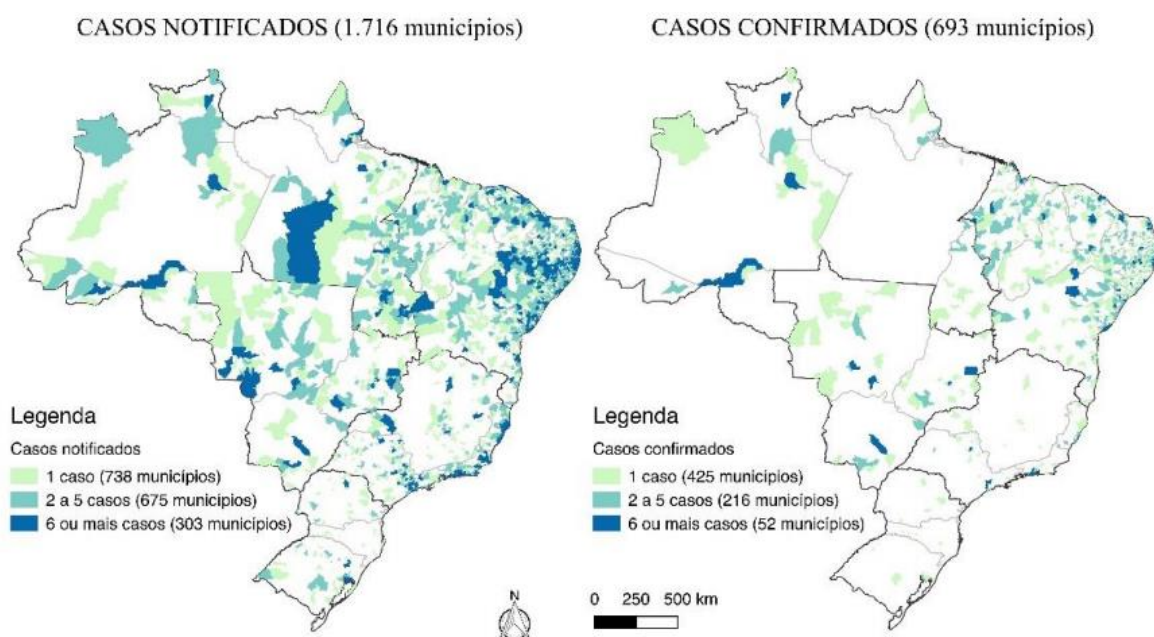 CASOS NOTIFICADOS (1.716 municípios)
CASOS CONFIRMADOS (693 municípios)
Legenda
Casos notificados
1 caso (738 municípios)
2 a 5 casos (675 municípios)
6 ou mais casos (303 municípios)
N
Legenda
Casos confirmados
1 caso (425 municípios)
2 a 5 casos (216 municípios)
6 ou mais casos (52 municípios)
0 250 500 km